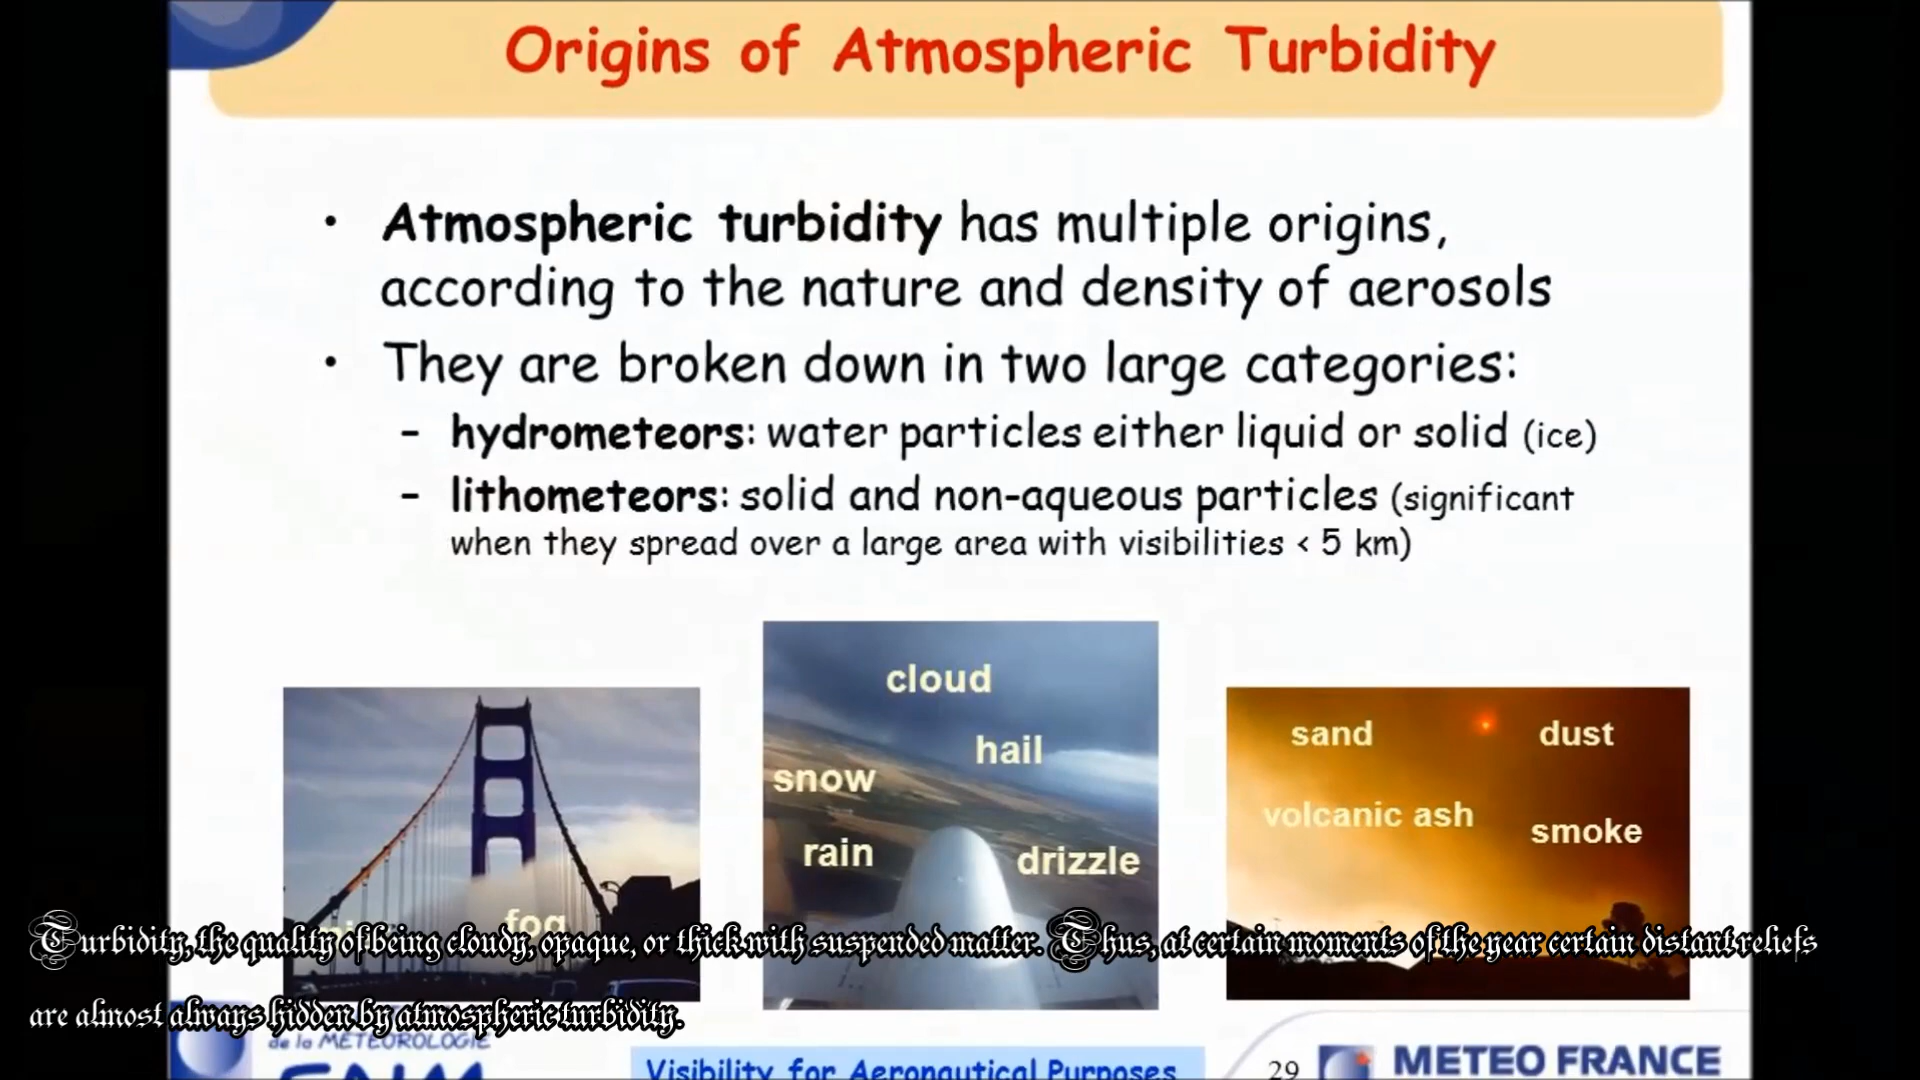 Origins of Atmospheric Turbidity
• Atmospheric turbidity has multiple origins,
according to the nature and density of aerosols
• They are broken down in two large categories:
- hydrometeors: water particles either liquid or solid (ice)
- lithometeors: solid and non-aqueous particles (significant
when they spread over a large area with visibilities < 5 km)
fog
cloud
hail
snow
rain
drizzle
sand
dust
volcanic ash
smoke
Turbidity, the quality of being cloudy, opaque, or thick with suspended matter. Thus, at certain moments of the year certain distant reliefs
are almost always hidden by atmospheric turbidity.
de la METEOROLOGIE
ENM
Visibility for Aeronautical Purposes
29
METEO FRANCE